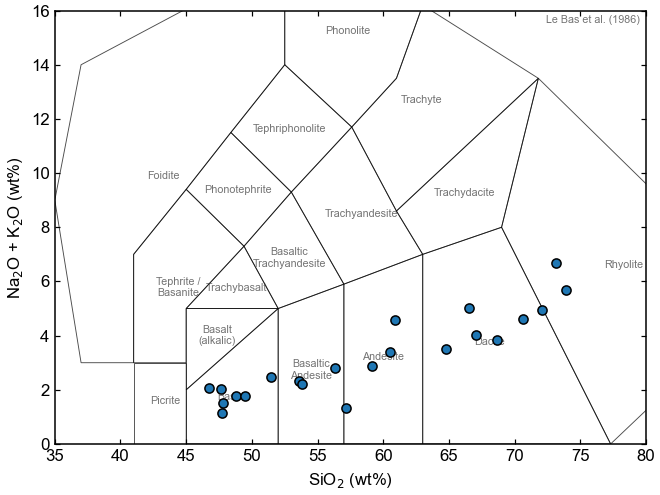 16
14
12
10
8
6
4
2
0
Na2O + K2O (wt%)
Le Bas et al. (1986)
Phonolite
Trachyte
Tephriphonolite
Foidite
Phonotephrite
Trachydacite
Trachyandesite
Basaltic
Trachyandesite
Tephrite /
Basanite
Trachybasalt
Rhyolite
Basalt
(alkalic)
Basaltic
Andesite
Andesite
Dacite
Picrite
35 40 45 50 55 60 65 70 75 80
SiO2 (wt%)